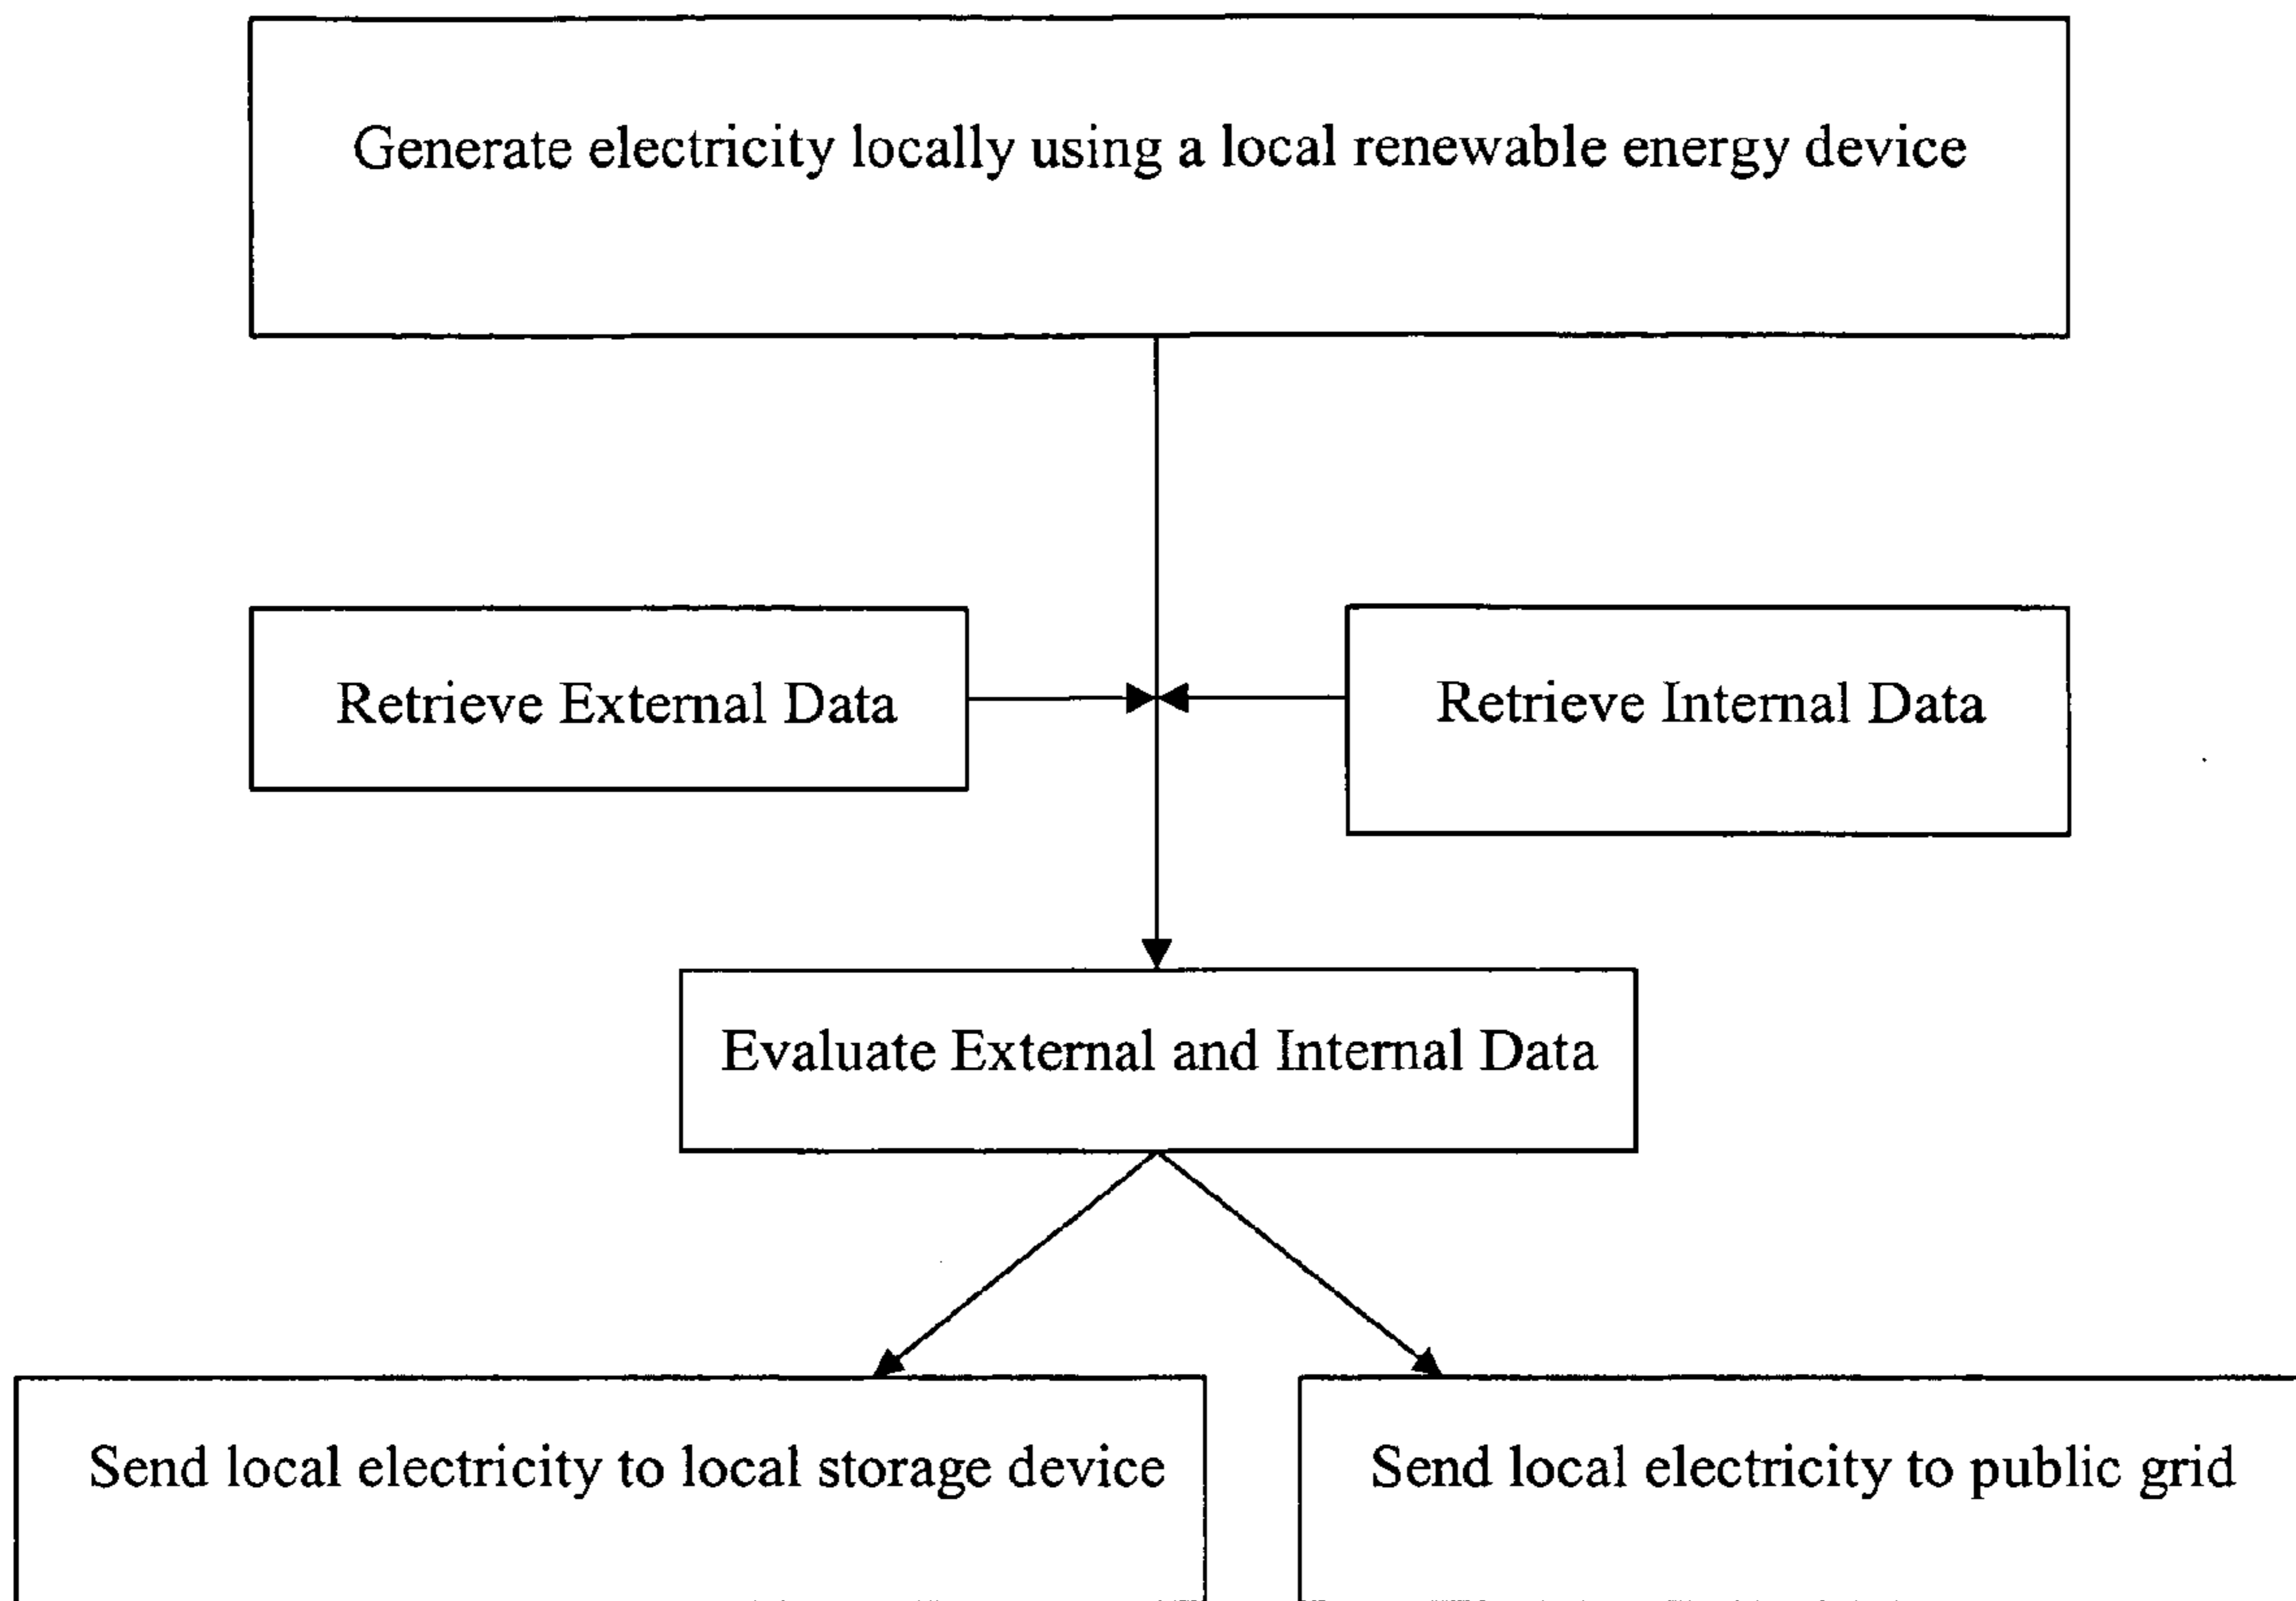 Generate electricity locally using a local renewable energy device
Retrieve External Data
Retrieve Internal Data
Evaluate External and Internal Data
Send local electricity to local storage device
Send local electricity to public grid